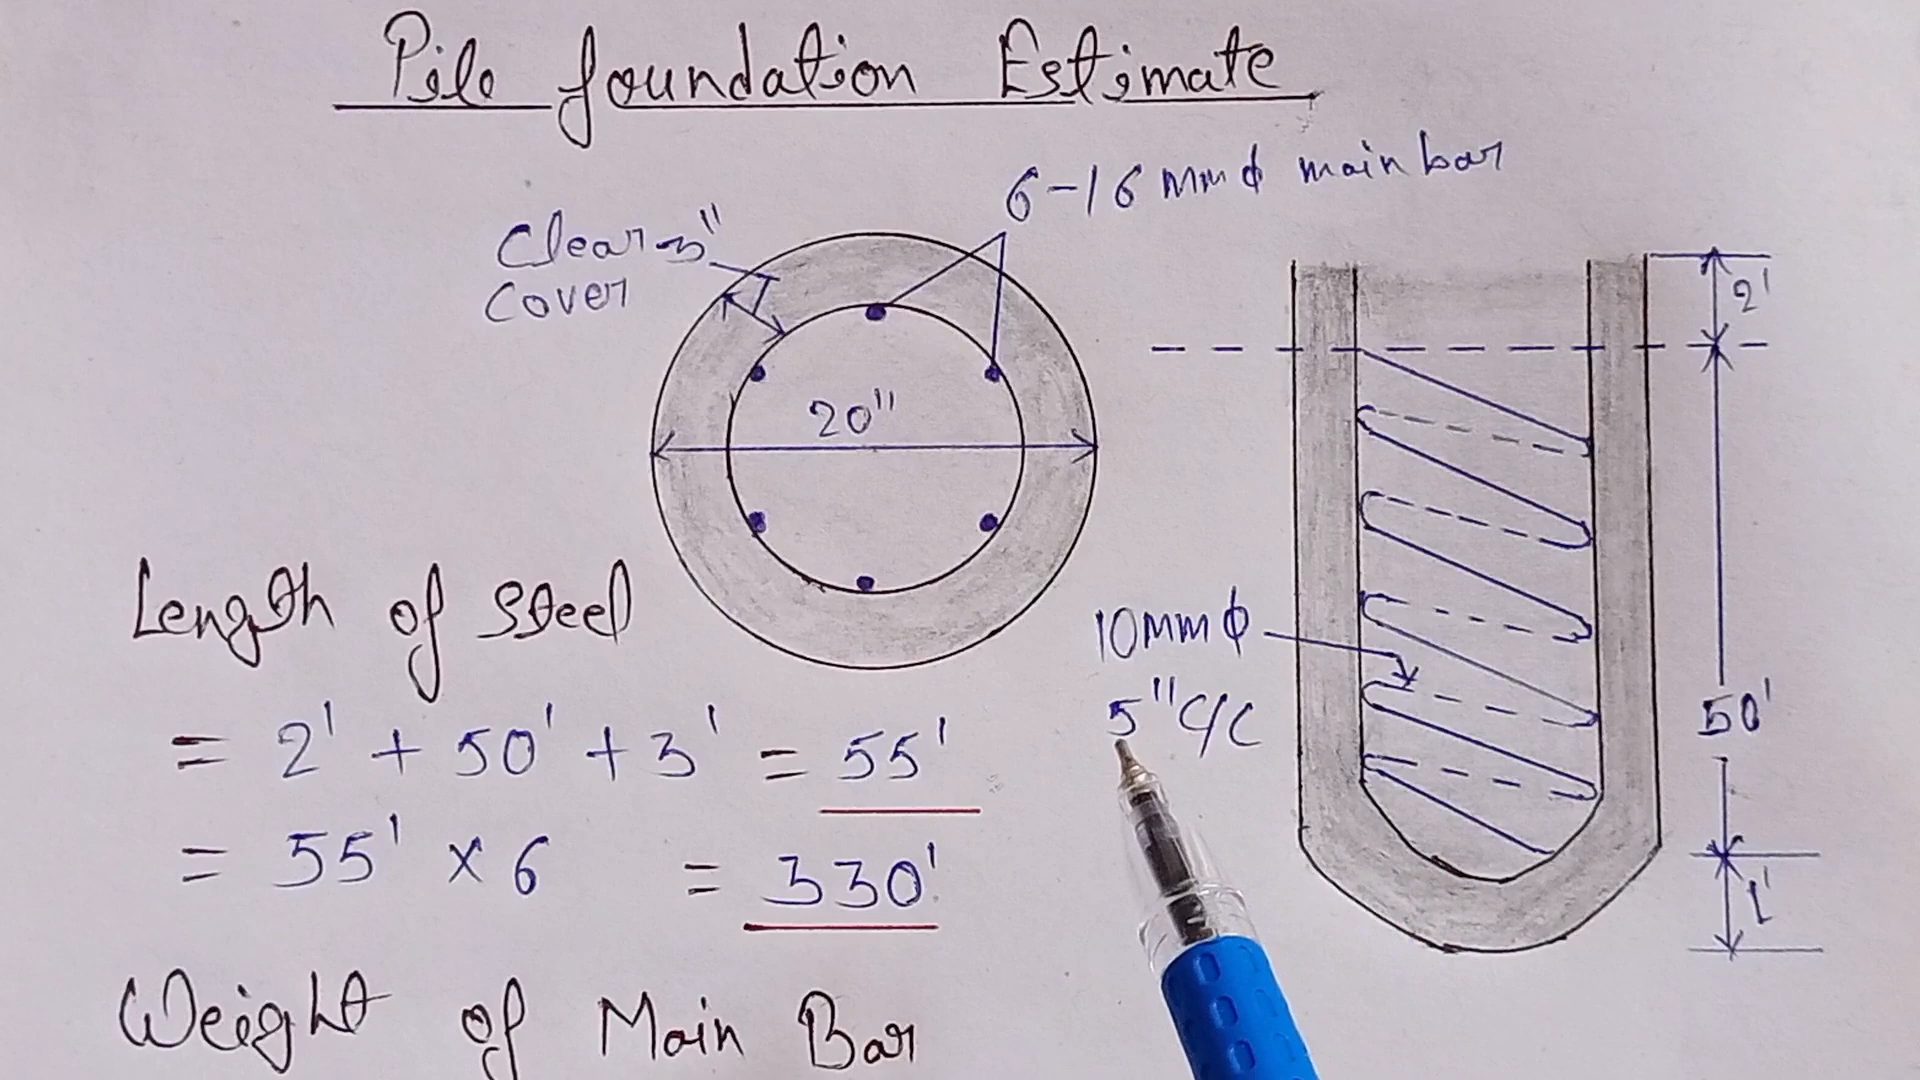 Pile foundation Estimate
6-16 mm ф main bar
Clear 3"
cover
2'
20"
Length of Steel
10mm ф
5" C/C
50'
= 2' + 50' + 3' = 55'
= 55' x 6 = 330'
1'
Weight of Main Bar